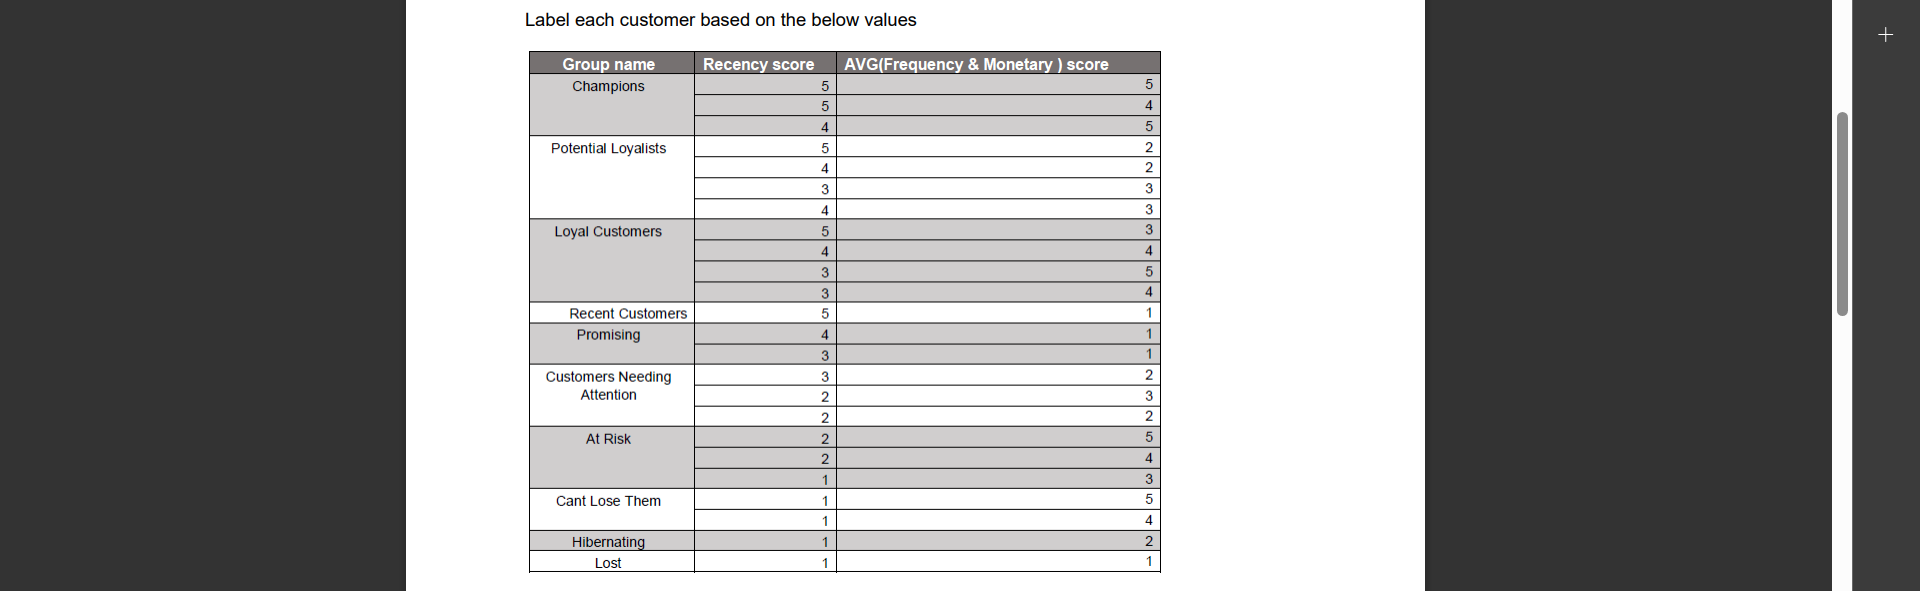 Label each customer based on the below values
Group name Recency score AVG(Frequency & Monetary ) score
Champions 5 5
5 4
4 5
Potential Loyalists 5 2
4 2
3 3
4 3
Loyal Customers 5 3
4 4
3 5
3 4
Recent Customers 5 1
Promising 4 1
3 1
Customers Needing 3 2
Attention 2 3
2 2
At Risk 2 5
2 4
1 3
Cant Lose Them 1 5
1 4
Hibernating 1 2
Lost 1 1